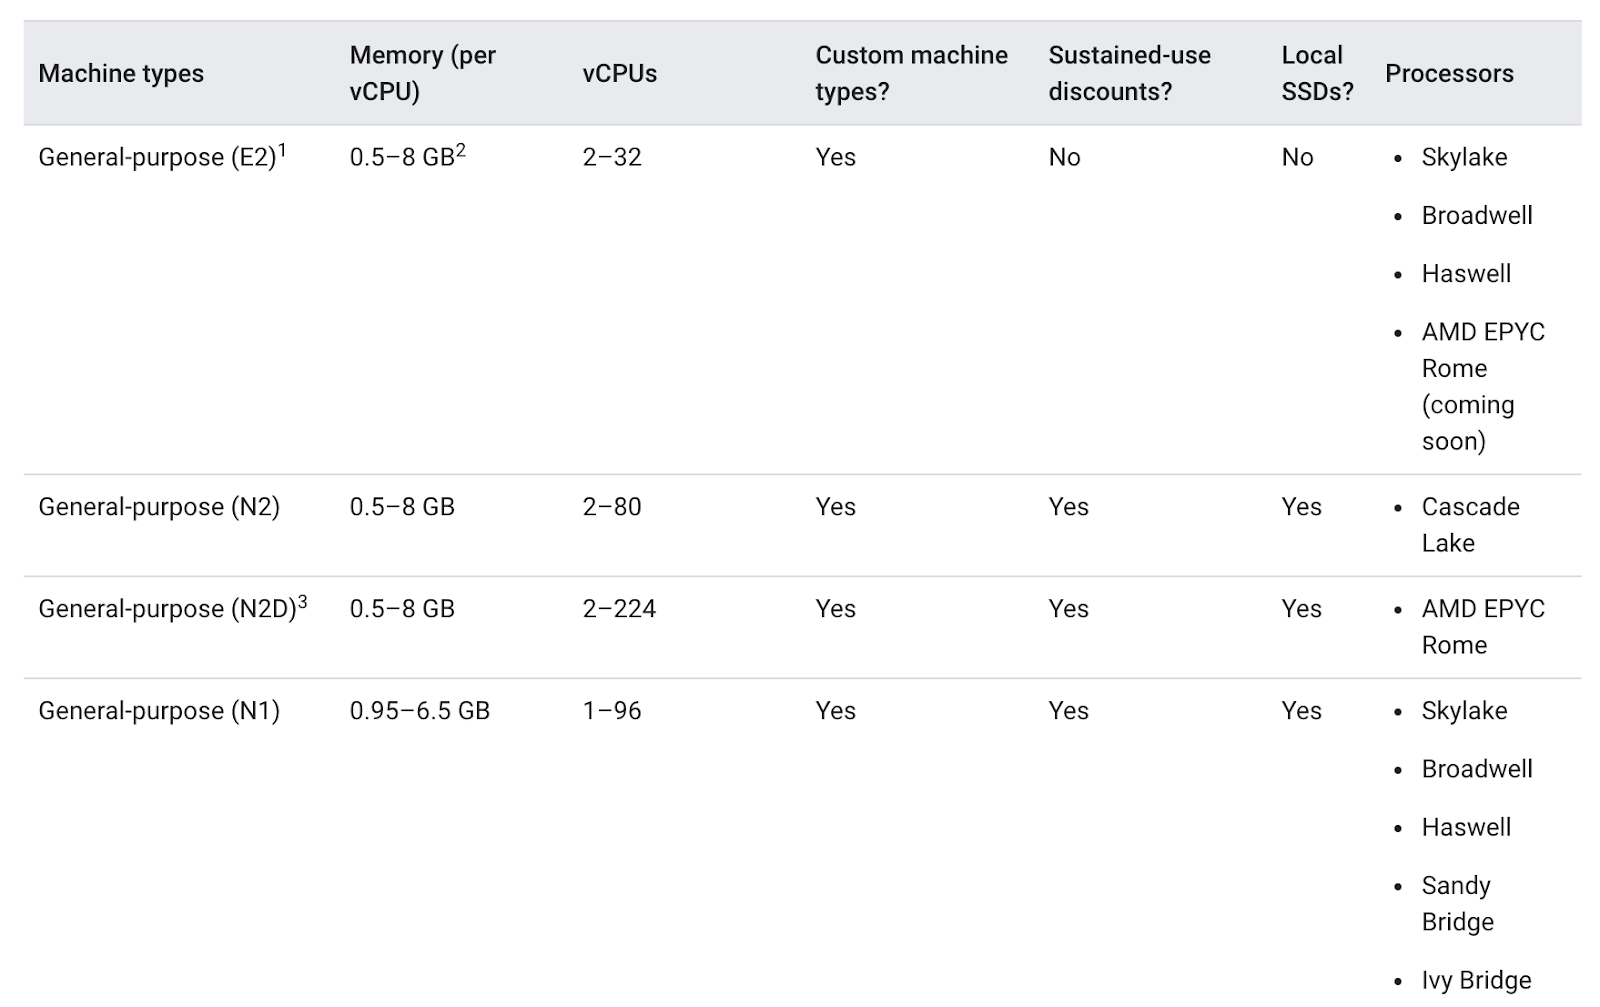 Machine types
Memory (per
vCPU)
vCPUs
Custom machine
types?
Sustained-use
discounts?
Local
SSDs?
Processors
General-purpose (E2)¹
0.5–8 GB²
2–32
Yes
No
No
• Skylake
• Broadwell
• Haswell
• AMD EPYC
Rome
(coming
soon)
General-purpose (N2)
0.5–8 GB
2–80
Yes
Yes
Yes
• Cascade
Lake
General-purpose (N2D)³
0.5–8 GB
2–224
Yes
Yes
Yes
• AMD EPYC
Rome
General-purpose (N1)
0.95–6.5 GB
1–96
Yes
Yes
Yes
• Skylake
• Broadwell
• Haswell
• Sandy
Bridge
• Ivy Bridge